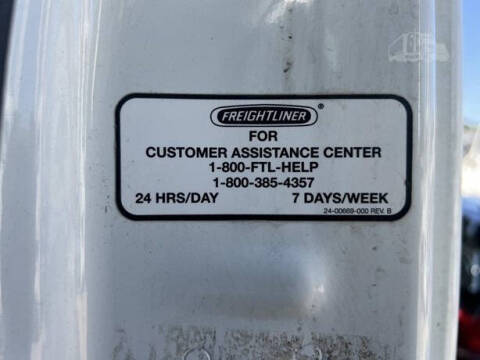 FREIGHTLINER®
FOR
CUSTOMER ASSISTANCE CENTER
1-800-FTL-HELP
1-800-385-4357
24 HRS/DAY 7 DAYS/WEEK
24-00669-000 REV. B